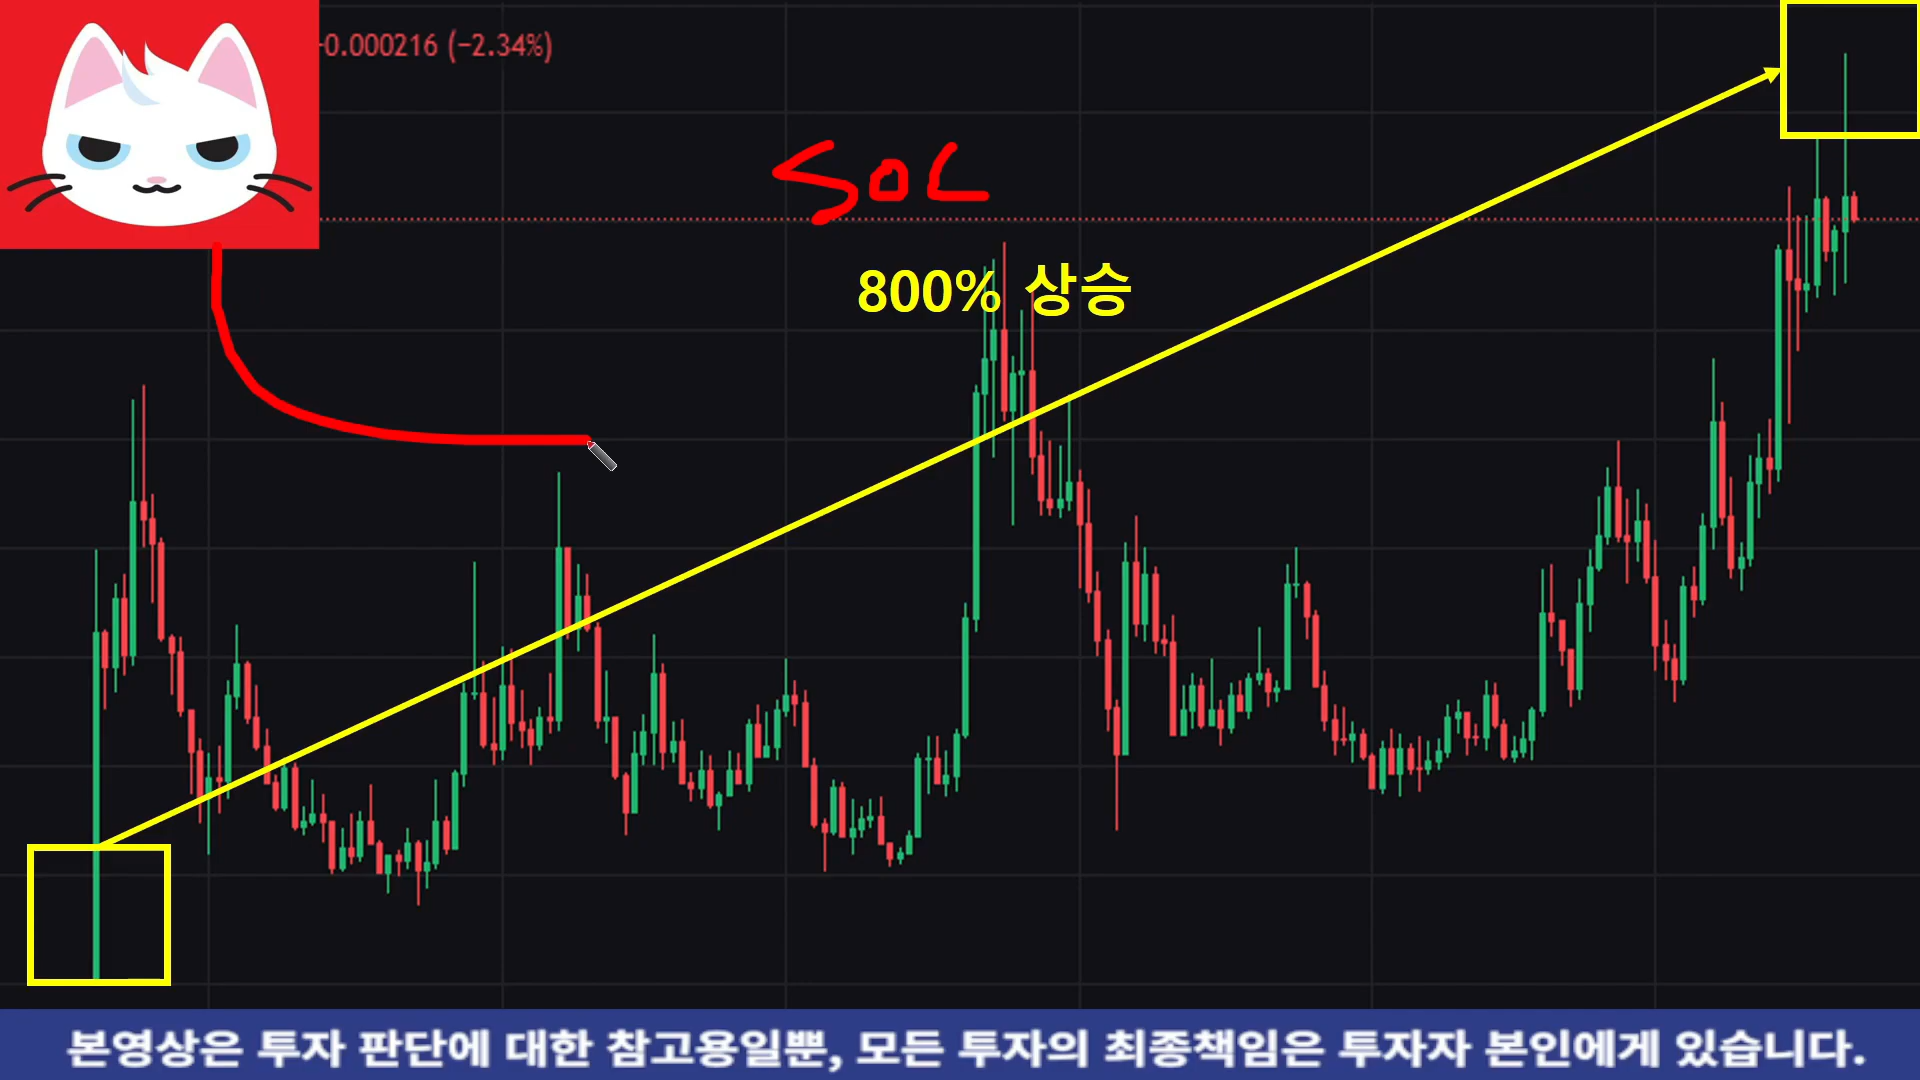 -0.000216 (−2.34%)
SOL
800% 상승
본영상은 투자 판단에 대한 참고용일뿐, 모든 투자의 최종책임은 투자자 본인에게 있습니다.